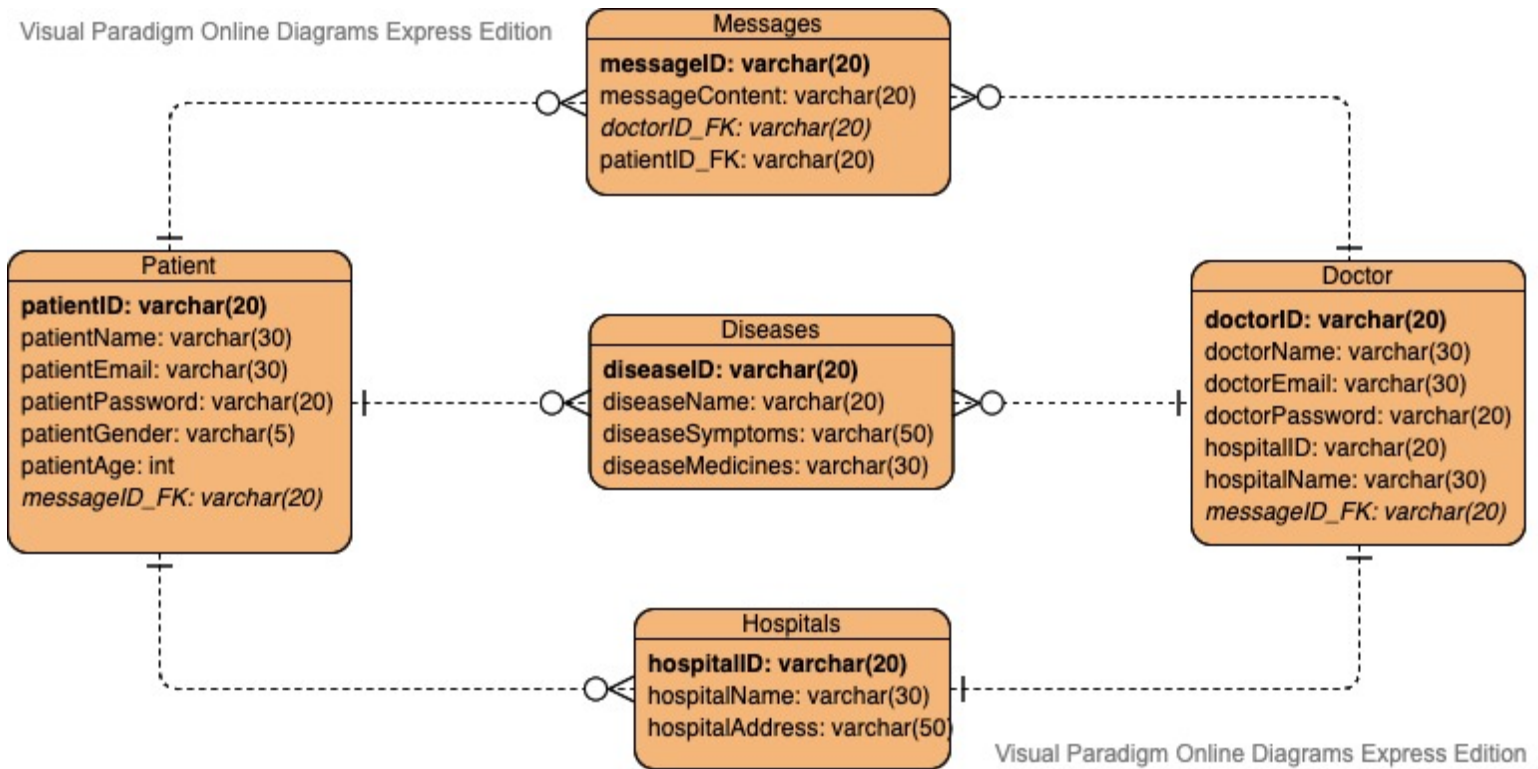 Visual Paradigm Online Diagrams Express Edition
Messages
messageID: varchar(20)
messageContent: varchar(20)
doctorID_FK: varchar(20)
patientID_FK: varchar(20)
Patient
patientID: varchar(20)
patientName: varchar(30)
patientEmail: varchar(30)
patientPassword: varchar(20)
patientGender: varchar(5)
patientAge: int
messageID_FK: varchar(20)
Diseases
diseaseID: varchar(20)
diseaseName: varchar(20)
diseaseSymptoms: varchar(50)
diseaseMedicines: varchar(30)
Doctor
doctorID: varchar(20)
doctorName: varchar(30)
doctorEmail: varchar(30)
doctorPassword: varchar(20)
hospitalID: varchar(20)
hospitalName: varchar(30)
messageID_FK: varchar(20)
Hospitals
hospitalID: varchar(20)
hospitalName: varchar(30)
hospitalAddress: varchar(50)
Visual Paradigm Online Diagrams Express Edition